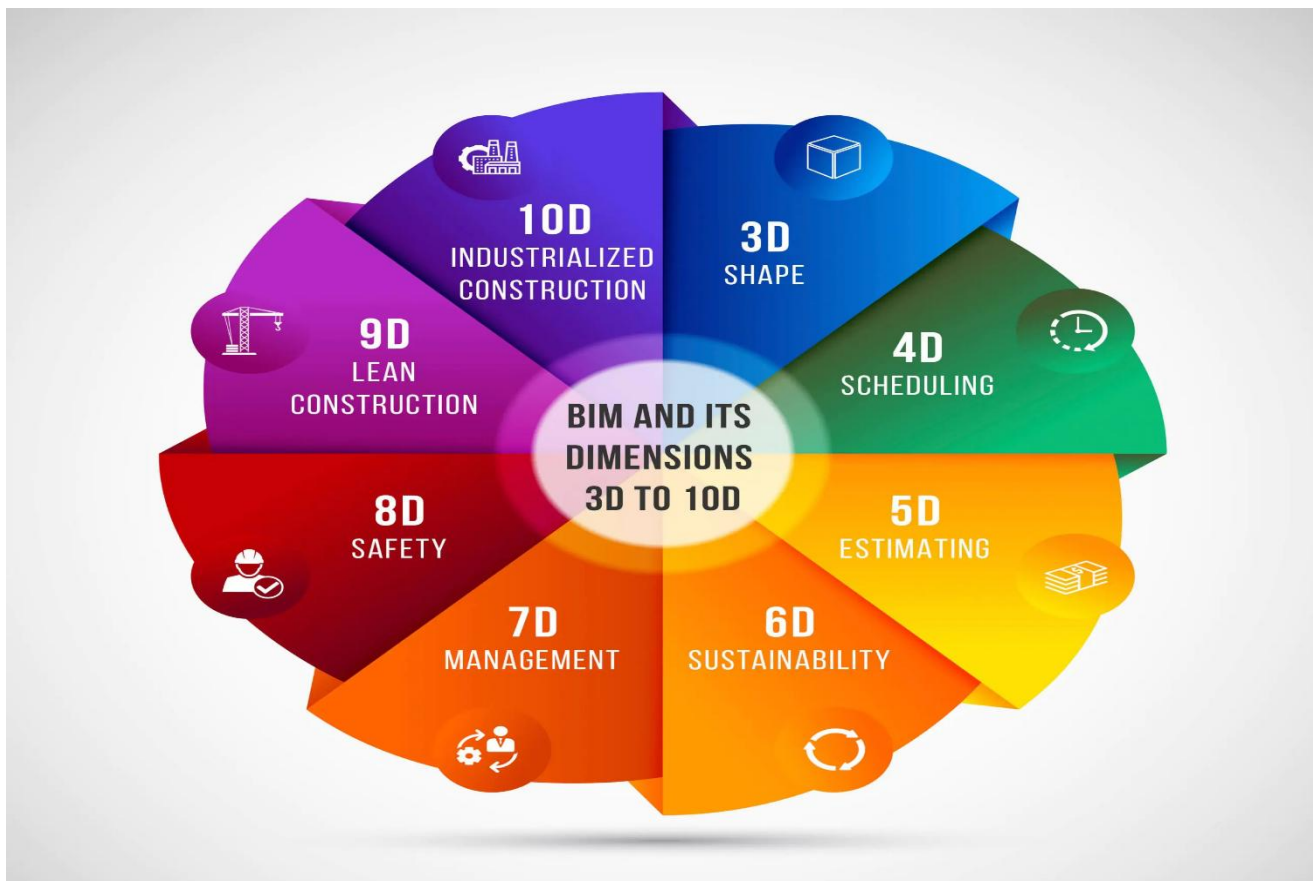 BIM AND ITS
DIMENSIONS
3D TO 10D
3D
SHAPE
4D
SCHEDULING
5D
ESTIMATING
6D
SUSTAINABILITY
7D
MANAGEMENT
8D
SAFETY
9D
LEAN
CONSTRUCTION
10D
INDUSTRIALIZED
CONSTRUCTION